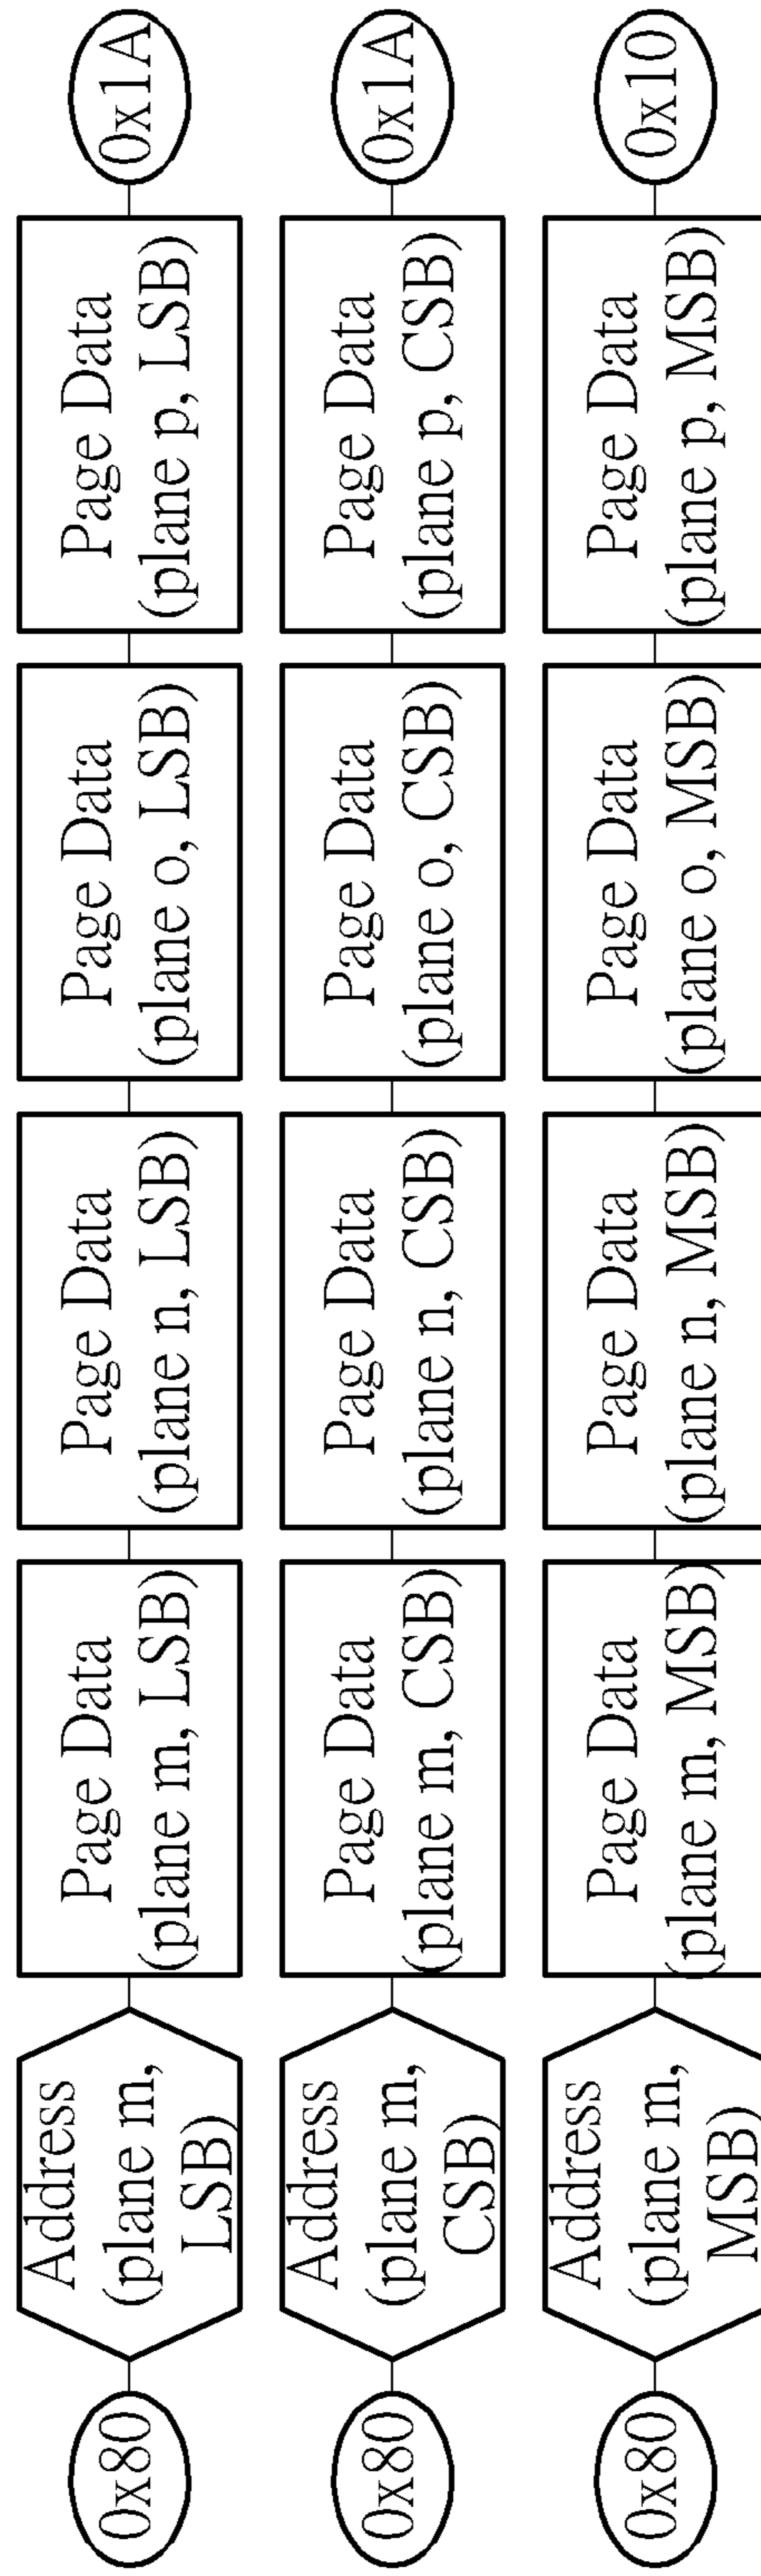 0x80
Address
(plane m,
LSB)
Page Data
(plane m, LSB)
Page Data
(plane n, LSB)
Page Data
(plane o, LSB)
Page Data
(plane p, LSB)
0x1A
0x80
Address
(plane m,
CSB)
Page Data
(plane m, CSB)
Page Data
(plane n, CSB)
Page Data
(plane o, CSB)
Page Data
(plane p, CSB)
0x1A
0x80
Address
(plane m,
MSB)
Page Data
(plane m, MSB)
Page Data
(plane n, MSB)
Page Data
(plane o, MSB)
Page Data
(plane p, MSB)
0x10